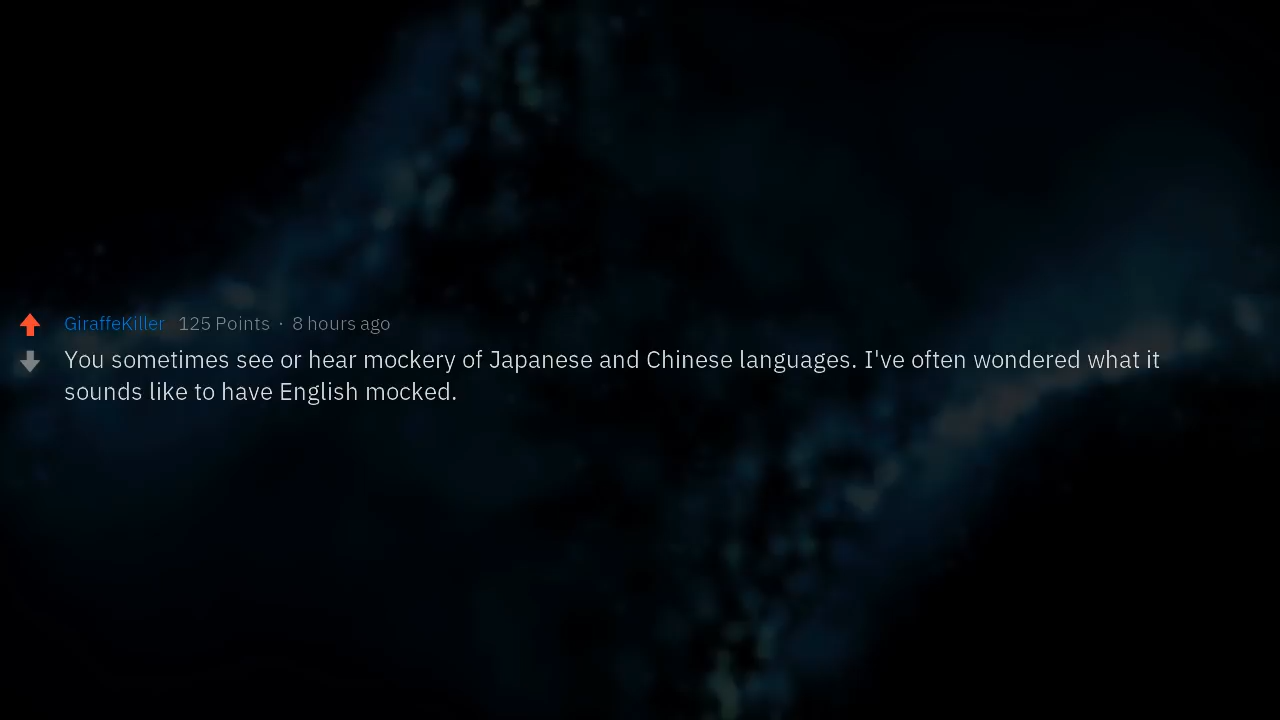 GiraffeKiller 125 Points · 8 hours ago
You sometimes see or hear mockery of Japanese and Chinese languages. I've often wondered what it
sounds like to have English mocked.